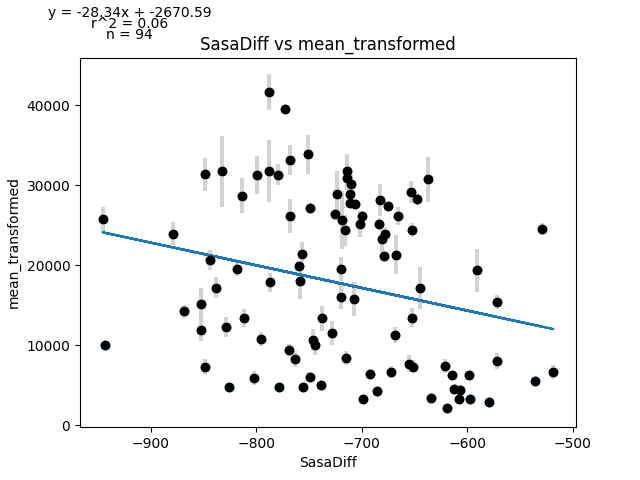 y = -28.34x + -2670.59
r^2 = 0.06
n = 94
SasaDiff vs mean_transformed
mean_transformed
40000
30000
20000
10000
0
−900
−800
−700
−600
−500
SasaDiff